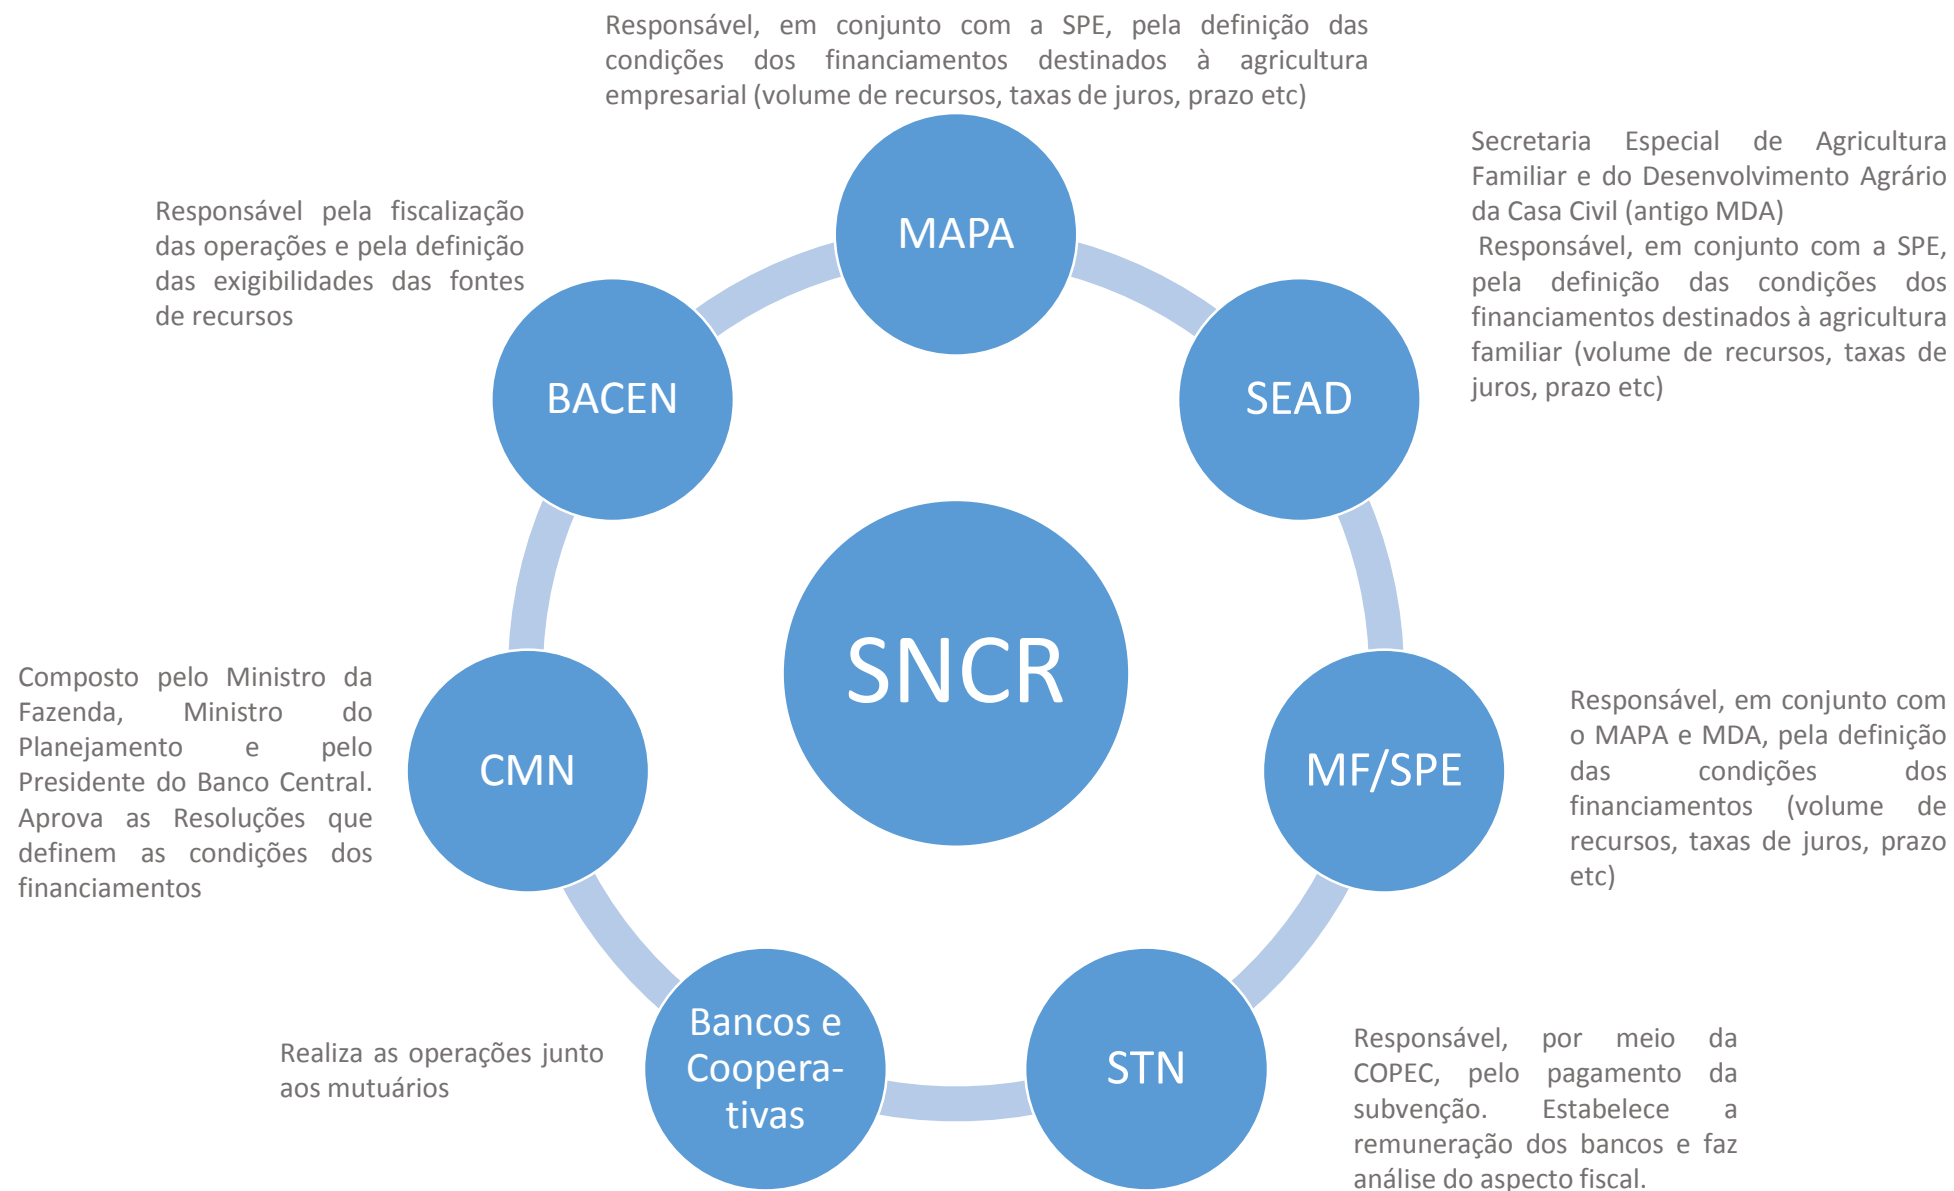 Responsável, em conjunto com a SPE, pela definição das
condições dos financiamentos destinados à agricultura
empresarial (volume de recursos, taxas de juros, prazo etc)
MAPA
Secretaria Especial de Agricultura
Familiar e do Desenvolvimento Agrário
da Casa Civil (antigo MDA)
Responsável, em conjunto com a SPE,
pela definição das condições dos
financiamentos destinados à agricultura
familiar (volume de recursos, taxas de
juros, prazo etc)
SEAD
Responsável pela fiscalização
das operações e pela definição
das exigibilidades das fontes
de recursos
BACEN
SNCR
Composto pelo Ministro da
Fazenda, Ministro do
Planejamento e pelo
Presidente do Banco Central.
Aprova as Resoluções que
definem as condições dos
financiamentos
CMN
MF/SPE
Responsável, em conjunto com
o MAPA e MDA, pela definição
das condições dos
financiamentos (volume de
recursos, taxas de juros, prazo
etc)
Realiza as operações junto
aos mutuários
Bancos e
Coopera-
tivas
STN
Responsável, por meio da
COPEC, pelo pagamento da
subvenção. Estabelece a
remuneração dos bancos e faz
análise do aspecto fiscal.